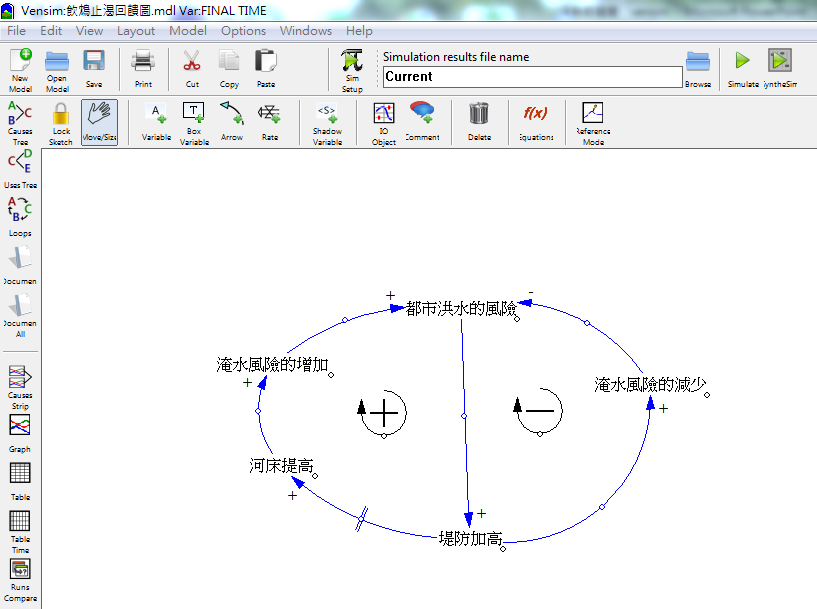 Vensim:飲鴆止渴回饋圖.mdl Var:FINAL TIME
File Edit View Layout Model Options Windows Help
New Model
Open Model
Save
Print
Cut
Copy
Paste
Sim Setup
Simulation results file name
Current
Browse
Simulate
yntheSim
Causes Tree
Lock Sketch
Move/Size
Variable
Box Variable
Arrow
Rate
Shadow Variable
IO Object
Comment
Delete
f(x)
Equations
Reference Mode
Uses Tree
Loops
Documen
Documen All
Causes Strip
Graph
Table
Table Time
Runs Compare
+
-
都市洪水的風險
淹水風險的增加
+
淹水風險的減少
+
+
—
河床提高
+
+
堤防加高